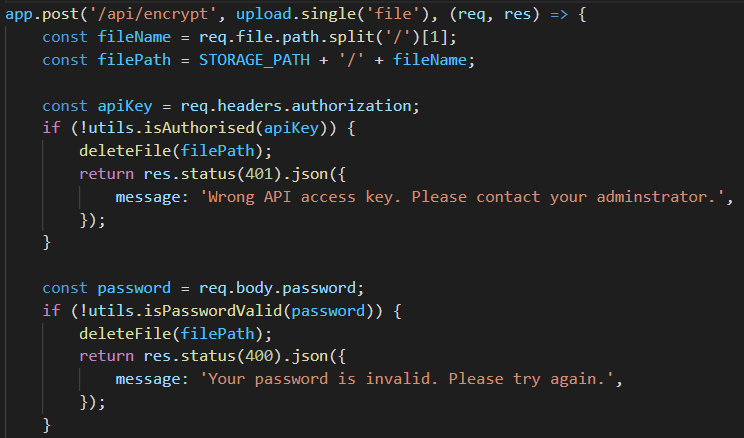 app.post('/api/encrypt', upload.single('file'), (req, res) => {
    const fileName = req.file.path.split('/')[1];
    const filePath = STORAGE_PATH + '/' + fileName;

    const apiKey = req.headers.authorization;
    if (!utils.isAuthorised(apiKey)) {
        deleteFile(filePath);
        return res.status(401).json({
            message: 'Wrong API access key. Please contact your adminstrator.',
        });
    }

    const password = req.body.password;
    if (!utils.isPasswordValid(password)) {
        deleteFile(filePath);
        return res.status(400).json({
            message: 'Your password is invalid. Please try again.',
        });
    }